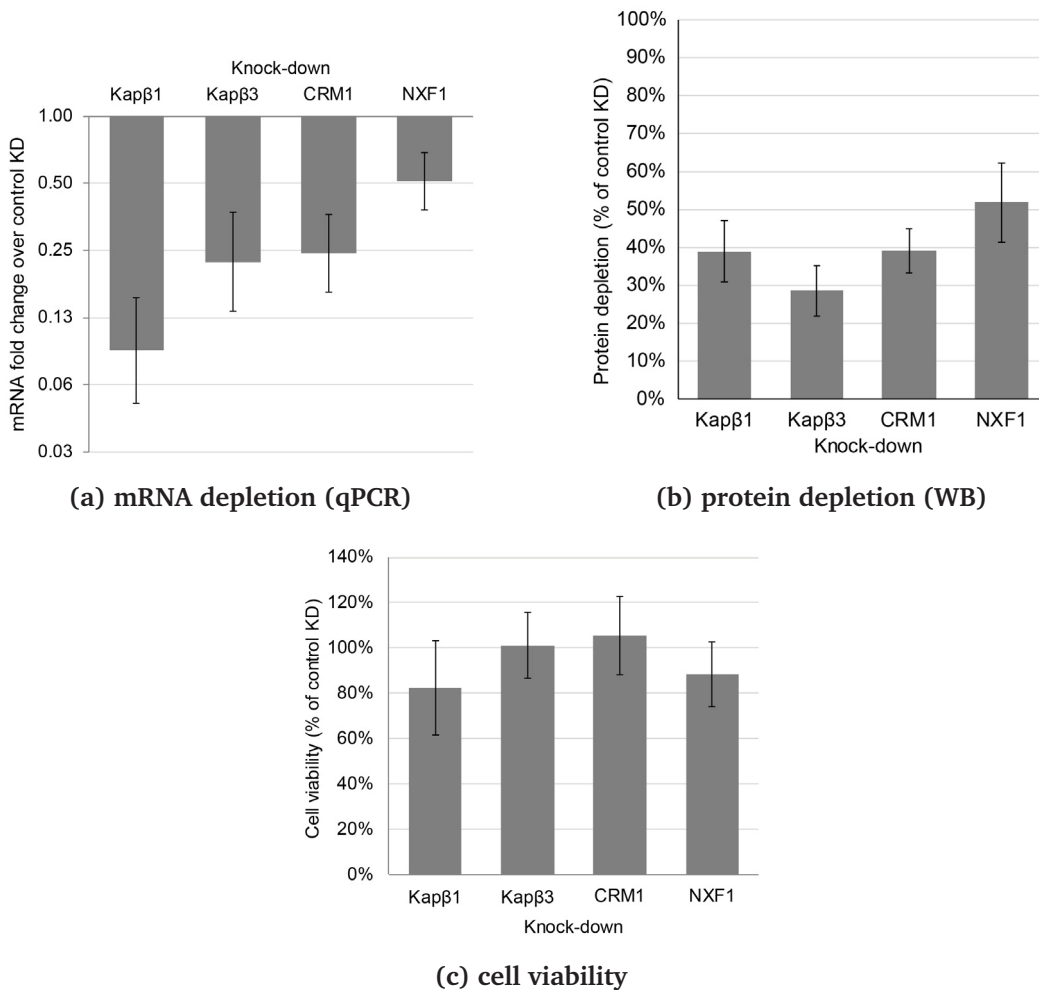 Knock-down
Kapβ1 Kapβ3 CRM1 NXF1
mRNA fold change over control KD
1.00
0.50
0.25
0.13
0.06
0.03
(a) mRNA depletion (qPCR)
Protein depletion (% of control KD)
100%
90%
80%
70%
60%
50%
40%
30%
20%
10%
0%
Kapβ1 Kapβ3 CRM1 NXF1
Knock-down
(b) protein depletion (WB)
Cell viability (% of control KD)
140%
120%
100%
80%
60%
40%
20%
0%
Kapβ1 Kapβ3 CRM1 NXF1
Knock-down
(c) cell viability